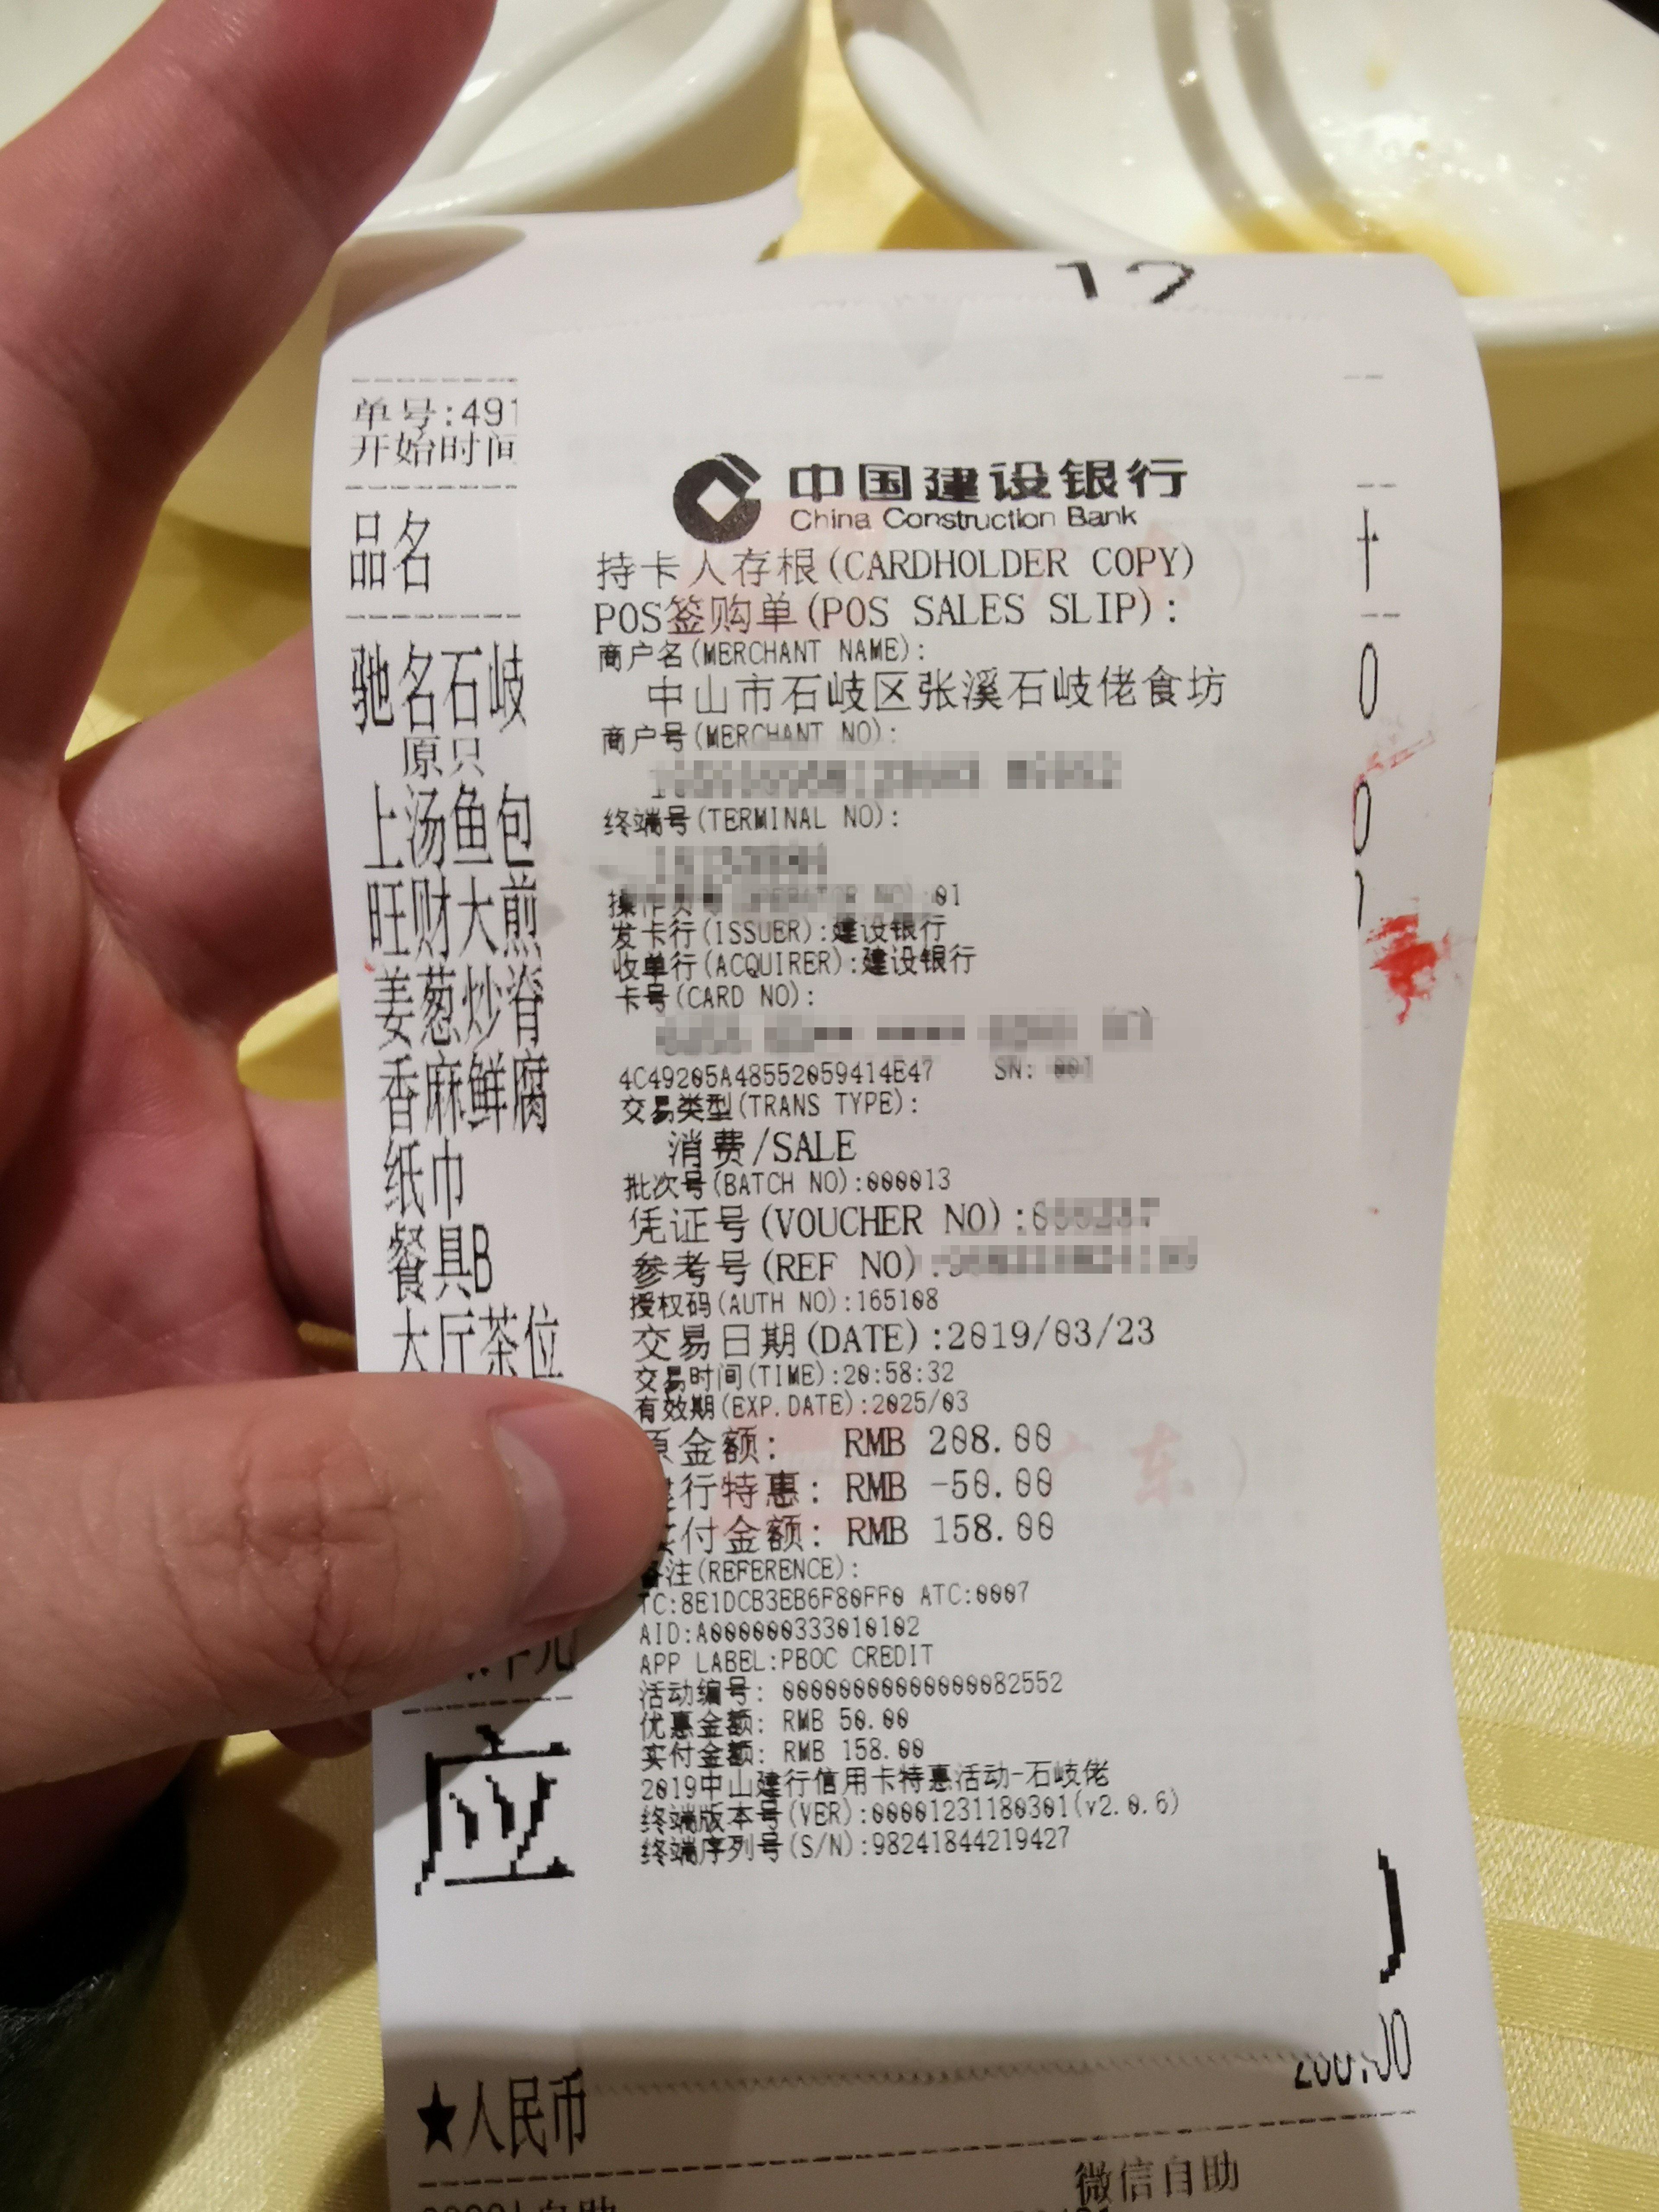 12
单号:491
开始时间
品名
驰名石岐
原只
上汤鱼包
旺财大煎
姜葱炒脊
香麻鲜腐
纸巾
餐具B
大厅茶位
应
中国建设银行
China Construction Bank
持卡人存根(CARDHOLDER COPY)
POS签购单(POS SALES SLIP):
商户名(MERCHANT NAME):
中山市石岐区张溪石岐佬食坊
商户号(MERCHANT NO):
终端号(TERMINAL NO):
:01
发卡行(ISSUER):建设银行
收单行(ACQUIRER):建设银行
卡号(CARD NO):
4C49205A48552059414E47 SN:
交易类型(TRANS TYPE):
消费/SALE
批次号(BATCH NO):000013
凭证号(VOUCHER NO):
参考号(REF NO):
授权码(AUTH NO):165108
交易日期(DATE):2019/03/23
交易时间(TIME):20:58:32
有效期(EXP.DATE):2025/03
原金额: RMB 208.00
行特惠: RMB -50.00
付金额: RMB 158.00
备注(REFERENCE):
TC:8E1DCB3EB6F80FF0 ATC:0007
AID:A000000333010102
APP LABEL:PBOC CREDIT
活动编号: 00000000000000082552
优惠金额: RMB 50.00
实付金额: RMB 158.00
2019中山建行信用卡特惠活动-石岐佬
终端版本号(VER):00001231180301(v2.0.6)
终端序列号(S/N):98241844219427
(广东)
★人民币
微信自助